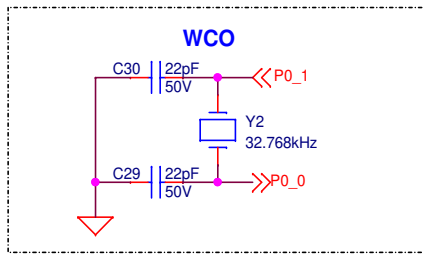 WCO
C30 22pF P0_1
50V
Y2
32.768kHz
C29 22pF P0_0
50V